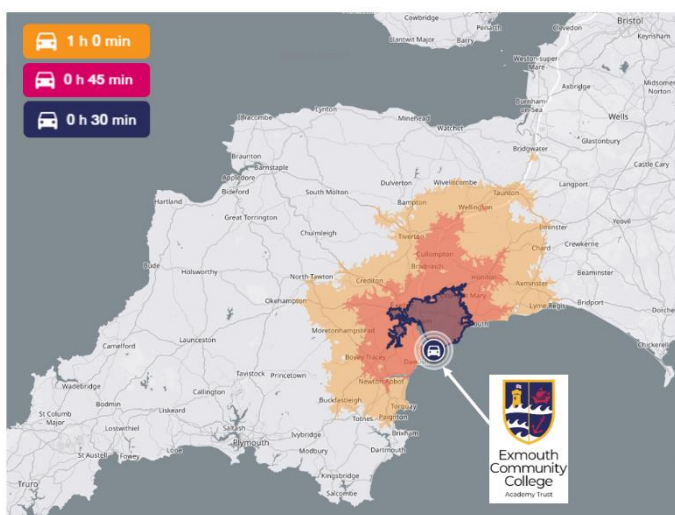 1 h 0 min
0 h 45 min
0 h 30 min
Cowbridge
Llantwit Major
Barry
Penarth
Clevedon
Bristol
Keynsham
Weston-super-Mare
Midsomer Norton
Axbridge
Burnham-on-Sea
Wells
Lynton
Minehead
Watchet
Ilfracombe
Bridgwater
Glastonbury
Castle Cary
Braunton
Barnstaple
Appledore
Bideford
Hartland
South Molton
Dulverton
Wiveliscombe
Taunton
Langport
Bampton
Wellington
Yeovil
Great Torrington
Tiverton
Ilminster
Chulmleigh
Crewkerne
Cullompton
Chard
Bude
Holsworthy
North Tawton
Bradninch
Honiton
Beaminster
Crediton
Axminster
Okehampton
Lyme Regis
Bridport
Moretonhampstead
Launceston
Chickerell
Camelford
Bovey Tracey
Tavistock
Princetown
Wadebridge
Newton Abbot
Callington
Bodmin
Liskeard
Buckfastleigh
Torquay
St Columb
Major
Lostwithiel
Saltash
Totnes
Paignton
Plymouth
Ivybridge
Brixham
St Austell
Fowey
Looe
Modbury
Dartmouth
Truro
Kingsbridge
Salcombe
Exmouth
Community
College
Academy Trust